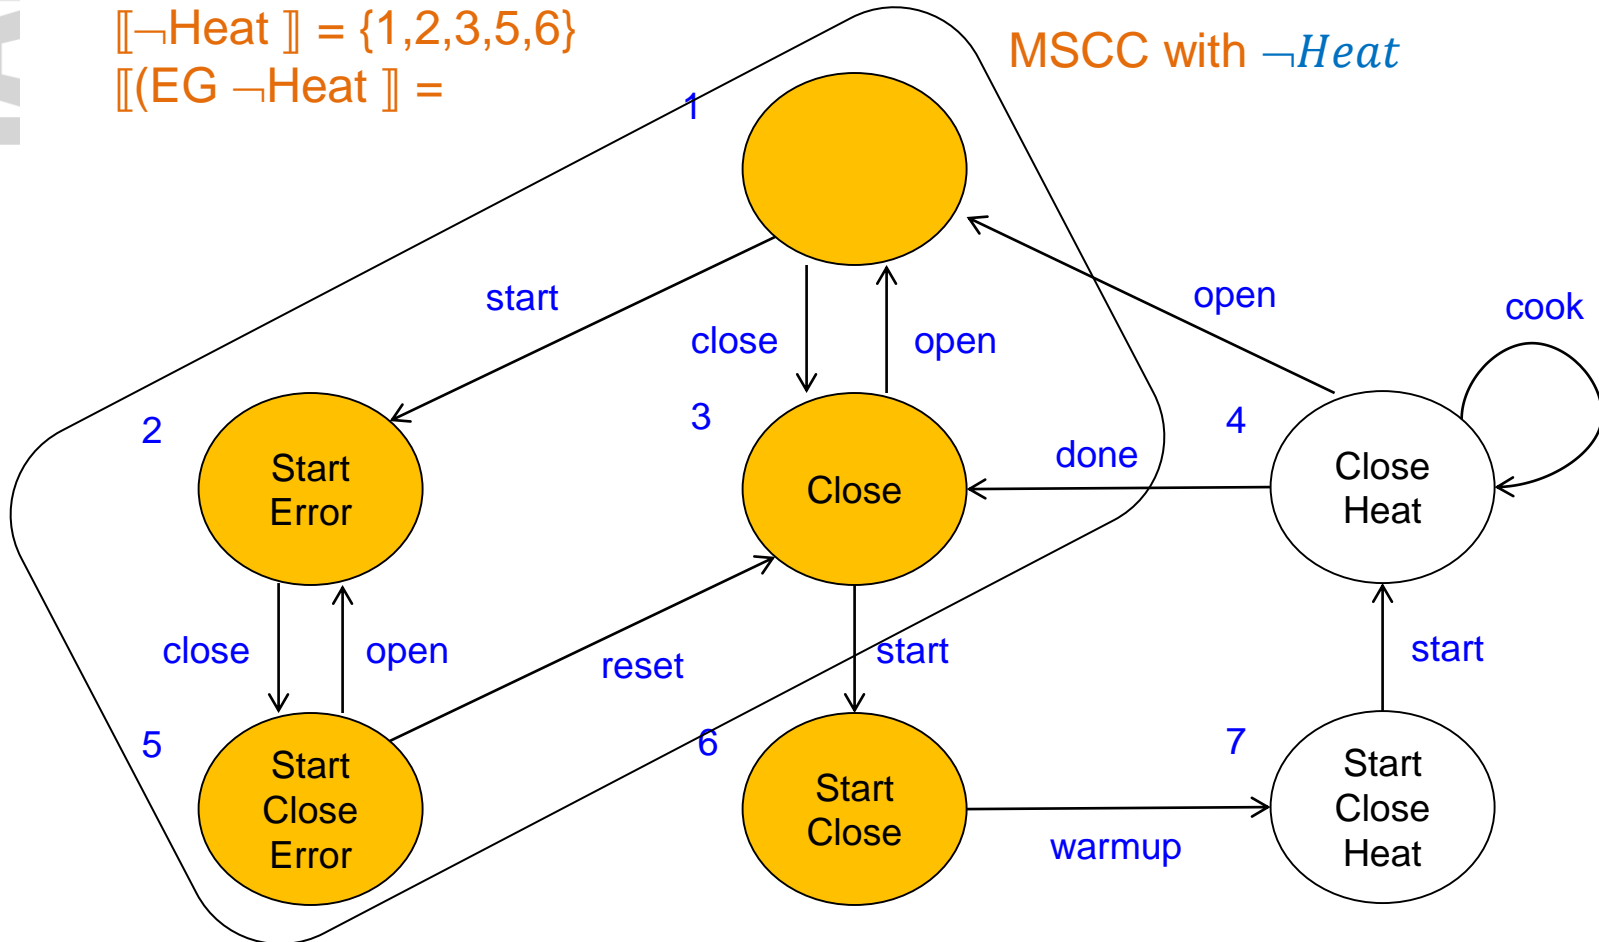 ⟦¬Heat ⟧ = {1,2,3,5,6}
⟦(EG ¬Heat ⟧ =
MSCC with ¬Heat
1
start
close
open
open
cook
2
Start
Error
3
Close
done
4
Close
Heat
close
open
reset
start
start
5
Start
Close
Error
6
Start
Close
warmup
7
Start
Close
Heat